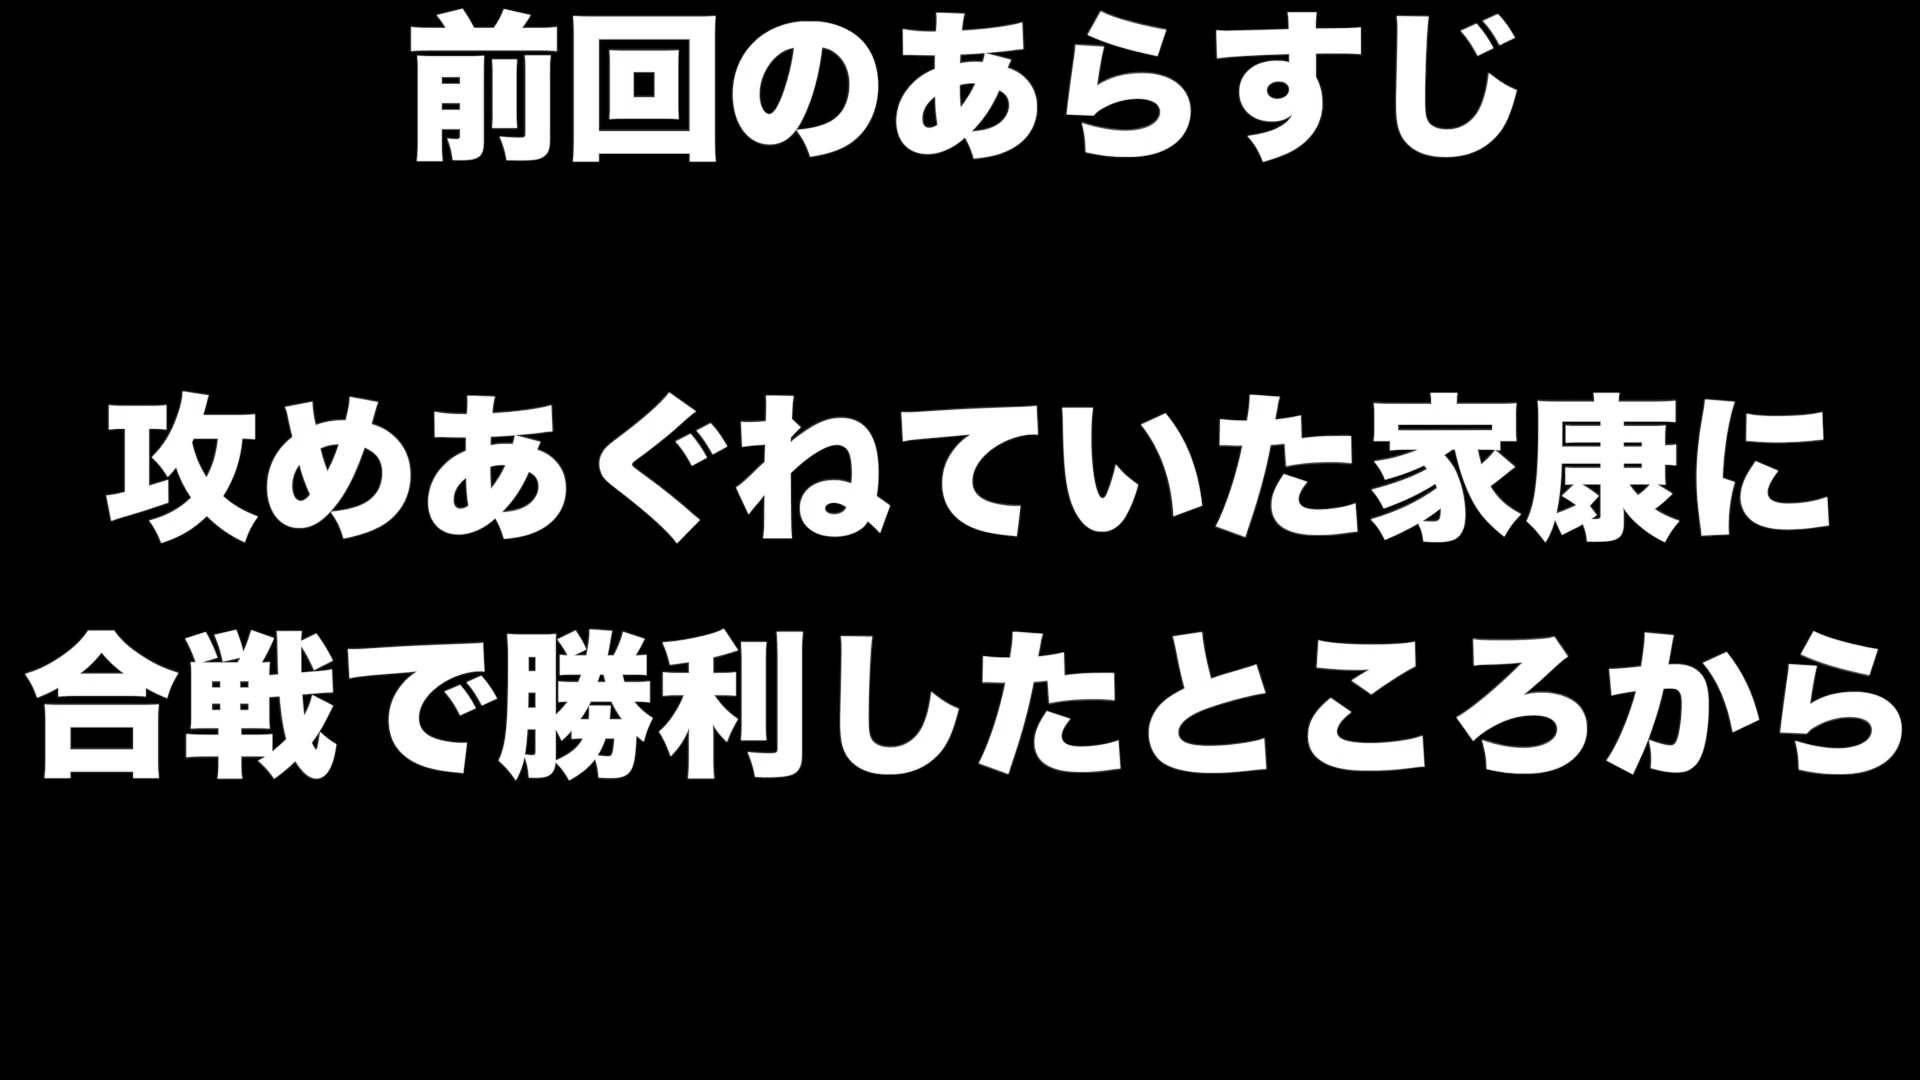 前回のあらすじ
攻めあぐねていた家康に
合戦で勝利したところから